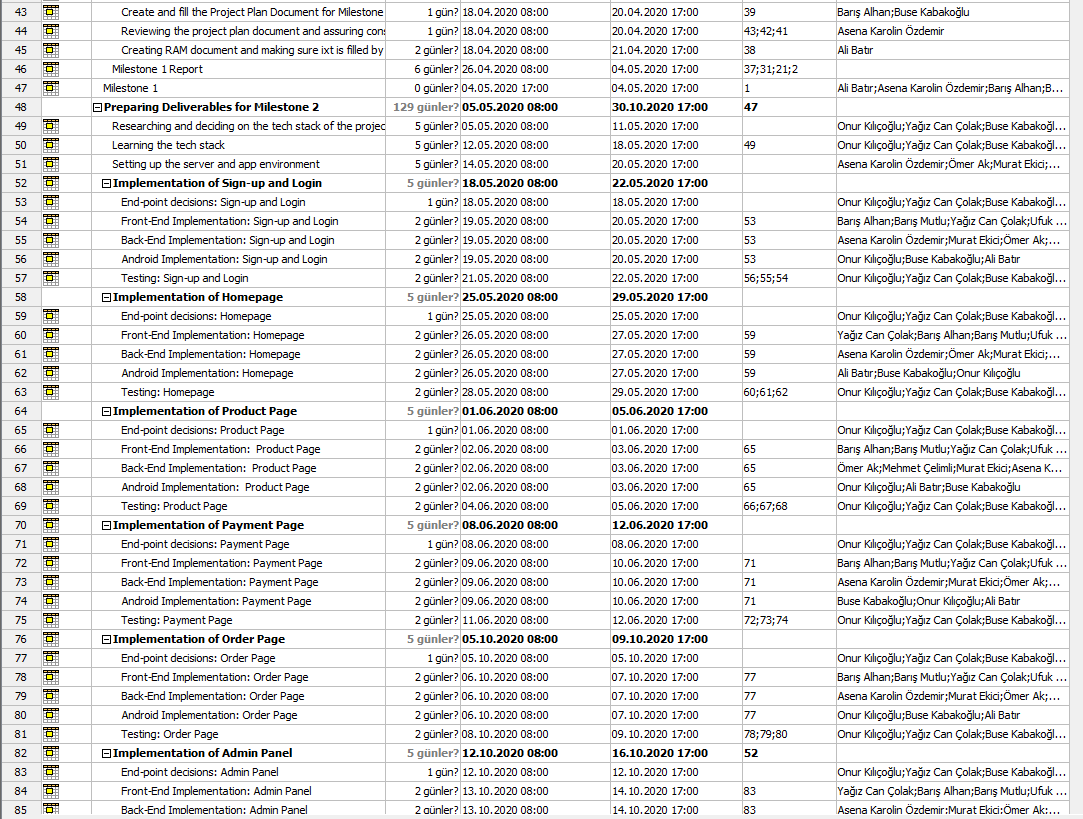 43 Create and fill the Project Plan Document for Milestone 1 gün? 18.04.2020 08:00 20.04.2020 17:00 39 Barış Alhan;Buse Kabakoğlu
44 Reviewing the project plan document and assuring con 1 gün? 18.04.2020 08:00 20.04.2020 17:00 43;42;41 Asena Karolin Özdemir
45 Creating RAM document and making sure ixt is filled by 2 günler? 18.04.2020 08:00 21.04.2020 17:00 38 Ali Batır
46 Milestone 1 Report 6 günler? 26.04.2020 08:00 04.05.2020 17:00 37;31;21;2
47 Milestone 1 0 günler? 04.05.2020 17:00 04.05.2020 17:00 1 Ali Batır;Asena Karolin Özdemir;Barış Alhan;B...
48 Preparing Deliverables for Milestone 2 129 günler? 05.05.2020 08:00 30.10.2020 17:00 47
49 Researching and deciding on the tech stack of the projec 5 günler? 05.05.2020 08:00 11.05.2020 17:00 Onur Kılıçoğlu;Yağız Can Çolak;Buse Kabakoğl...
50 Learning the tech stack 5 günler? 12.05.2020 08:00 18.05.2020 17:00 49 Onur Kılıçoğlu;Yağız Can Çolak;Buse Kabakoğl...
51 Setting up the server and app environment 5 günler? 14.05.2020 08:00 20.05.2020 17:00 Asena Karolin Özdemir;Ömer Ak;Murat Ekici;...
52 Implementation of Sign-up and Login 5 günler? 18.05.2020 08:00 22.05.2020 17:00
53 End-point decisions: Sign-up and Login 1 gün? 18.05.2020 08:00 18.05.2020 17:00 Onur Kılıçoğlu;Yağız Can Çolak;Buse Kabakoğl...
54 Front-End Implementation: Sign-up and Login 2 günler? 19.05.2020 08:00 20.05.2020 17:00 53 Barış Alhan;Barış Mutlu;Yağız Can Çolak;Ufuk ...
55 Back-End Implementation: Sign-up and Login 2 günler? 19.05.2020 08:00 20.05.2020 17:00 53 Asena Karolin Özdemir;Murat Ekici;Ömer Ak;...
56 Android Implementation: Sign-up and Login 2 günler? 19.05.2020 08:00 20.05.2020 17:00 53 Onur Kılıçoğlu;Buse Kabakoğlu;Ali Batır
57 Testing: Sign-up and Login 2 günler? 21.05.2020 08:00 22.05.2020 17:00 56;55;54 Onur Kılıçoğlu;Yağız Can Çolak;Buse Kabakoğl...
58 Implementation of Homepage 5 günler? 25.05.2020 08:00 29.05.2020 17:00
59 End-point decisions: Homepage 1 gün? 25.05.2020 08:00 25.05.2020 17:00 Onur Kılıçoğlu;Yağız Can Çolak;Buse Kabakoğl...
60 Front-End Implementation: Homepage 2 günler? 26.05.2020 08:00 27.05.2020 17:00 59 Yağız Can Çolak;Barış Alhan;Barış Mutlu;Ufuk ...
61 Back-End Implementation: Homepage 2 günler? 26.05.2020 08:00 27.05.2020 17:00 59 Asena Karolin Özdemir;Ömer Ak;Murat Ekici;...
62 Android Implementation: Homepage 2 günler? 26.05.2020 08:00 27.05.2020 17:00 59 Ali Batır;Buse Kabakoğlu;Onur Kılıçoğlu
63 Testing: Homepage 2 günler? 28.05.2020 08:00 29.05.2020 17:00 60;61;62 Onur Kılıçoğlu;Yağız Can Çolak;Buse Kabakoğl...
64 Implementation of Product Page 5 günler? 01.06.2020 08:00 05.06.2020 17:00
65 End-point decisions: Product Page 1 gün? 01.06.2020 08:00 01.06.2020 17:00 Onur Kılıçoğlu;Yağız Can Çolak;Buse Kabakoğl...
66 Front-End Implementation:  Product Page 2 günler? 02.06.2020 08:00 03.06.2020 17:00 65 Barış Alhan;Barış Mutlu;Yağız Can Çolak;Ufuk ...
67 Back-End Implementation:  Product Page 2 günler? 02.06.2020 08:00 03.06.2020 17:00 65 Ömer Ak;Mehmet Çelimli;Murat Ekici;Asena K...
68 Android Implementation:  Product Page 2 günler? 02.06.2020 08:00 03.06.2020 17:00 65 Onur Kılıçoğlu;Ali Batır;Buse Kabakoğlu
69 Testing: Product Page 2 günler? 04.06.2020 08:00 05.06.2020 17:00 66;67;68 Onur Kılıçoğlu;Yağız Can Çolak;Buse Kabakoğl...
70 Implementation of Payment Page 5 günler? 08.06.2020 08:00 12.06.2020 17:00
71 End-point decisions: Payment Page 1 gün? 08.06.2020 08:00 08.06.2020 17:00 Onur Kılıçoğlu;Yağız Can Çolak;Buse Kabakoğl...
72 Front-End Implementation: Payment Page 2 günler? 09.06.2020 08:00 10.06.2020 17:00 71 Barış Alhan;Barış Mutlu;Yağız Can Çolak;Ufuk ...
73 Back-End Implementation: Payment Page 2 günler? 09.06.2020 08:00 10.06.2020 17:00 71 Asena Karolin Özdemir;Murat Ekici;Ömer Ak;...
74 Android Implementation: Payment Page 2 günler? 09.06.2020 08:00 10.06.2020 17:00 71 Buse Kabakoğlu;Onur Kılıçoğlu;Ali Batır
75 Testing: Payment Page 2 günler? 11.06.2020 08:00 12.06.2020 17:00 72;73;74 Onur Kılıçoğlu;Yağız Can Çolak;Buse Kabakoğl...
76 Implementation of Order Page 5 günler? 05.10.2020 08:00 09.10.2020 17:00
77 End-point decisions: Order Page 1 gün? 05.10.2020 08:00 05.10.2020 17:00 Onur Kılıçoğlu;Yağız Can Çolak;Buse Kabakoğl...
78 Front-End Implementation: Order Page 2 günler? 06.10.2020 08:00 07.10.2020 17:00 77 Barış Alhan;Barış Mutlu;Yağız Can Çolak;Ufuk ...
79 Back-End Implementation: Order Page 2 günler? 06.10.2020 08:00 07.10.2020 17:00 77 Asena Karolin Özdemir;Murat Ekici;Ömer Ak;...
80 Android Implementation: Order Page 2 günler? 06.10.2020 08:00 07.10.2020 17:00 77 Onur Kılıçoğlu;Buse Kabakoğlu;Ali Batır
81 Testing: Order Page 2 günler? 08.10.2020 08:00 09.10.2020 17:00 78;79;80 Onur Kılıçoğlu;Yağız Can Çolak;Buse Kabakoğl...
82 Implementation of Admin Panel 5 günler? 12.10.2020 08:00 16.10.2020 17:00 52
83 End-point decisions: Admin Panel 1 gün? 12.10.2020 08:00 12.10.2020 17:00 Onur Kılıçoğlu;Yağız Can Çolak;Buse Kabakoğl...
84 Front-End Implementation: Admin Panel 2 günler? 13.10.2020 08:00 14.10.2020 17:00 83 Yağız Can Çolak;Barış Alhan;Barış Mutlu;Ufuk ...
85 Back-End Implementation: Admin Panel 2 günler? 13.10.2020 08:00 14.10.2020 17:00 83 Asena Karolin Özdemir;Murat Ekici;Ömer Ak;...